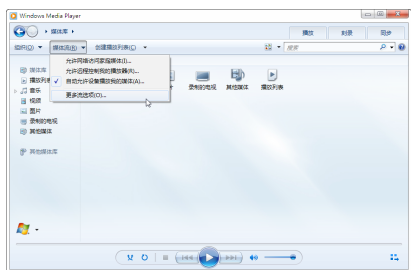 Windows Media Player
媒体库
播放 刻录 同步
组织(O) 媒体流(R) 创建播放列表(C) 搜索
允许网络访问家庭媒体(I)...
允许远程控制我的播放器(R)...
自动允许设备播放我的媒体(A)...
更多流选项(O)...
媒体库
播放列表
音乐
视频
图片
录制的电视
其他媒体
其他媒体库
录制的电视 其他媒体 播放列表